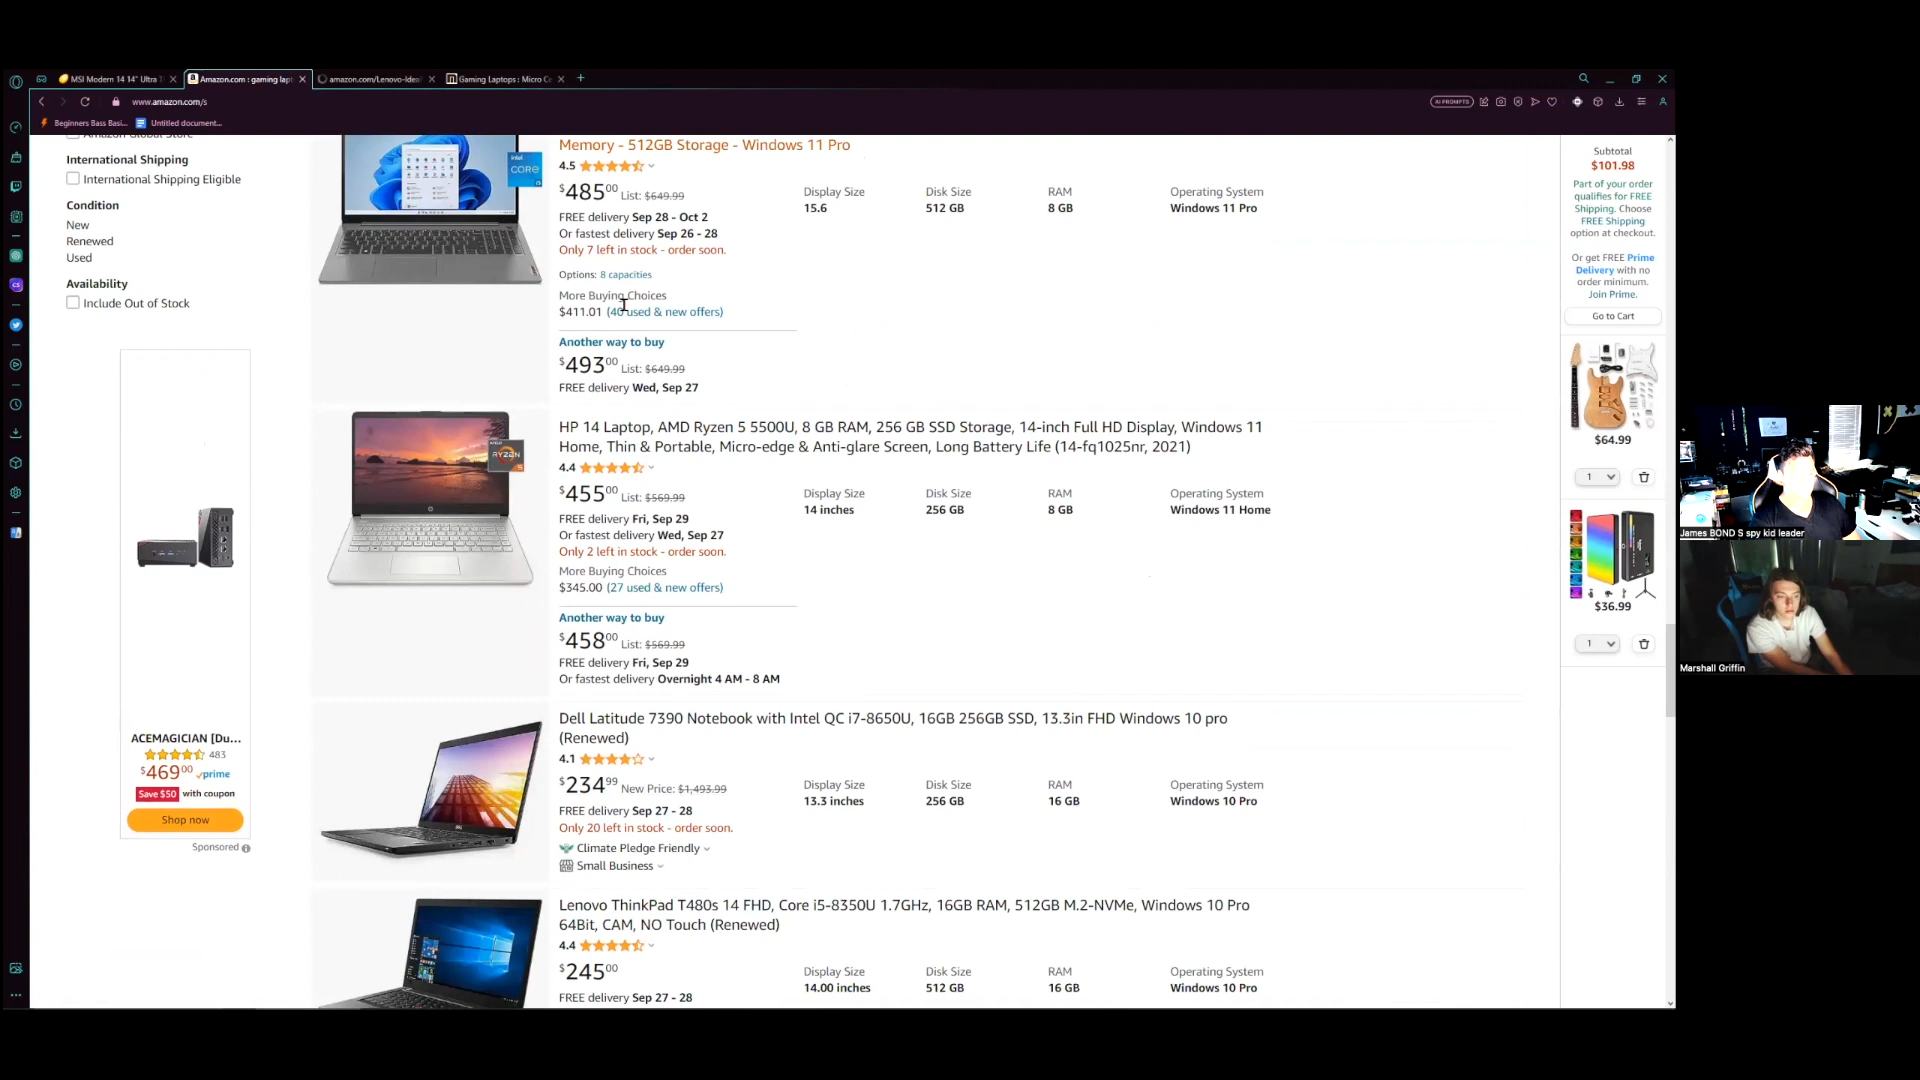 MSI Modern 14 14" Ultra T
Amazon.com : gaming lapt
amazon.com/Lenovo-Idea
Gaming Laptops : Micro Ce
www.amazon.com/s
AI PROMPTS
Beginners Bass Basi...
Untitled document...
Amazon Global Store
International Shipping
International Shipping Eligible
Condition
New
Renewed
Used
Availability
Include Out of Stock
ACEMAGICIAN [Du...
483
$469.00 prime
Save $50 with coupon
Shop now
Sponsored
intel
CORE
i5
Memory - 512GB Storage - Windows 11 Pro
4.5
$485.00 List: $649.99
FREE delivery Sep 28 - Oct 2
Or fastest delivery Sep 26 - 28
Only 7 left in stock - order soon.
Options: 8 capacities
More Buying Choices
$411.01 (40 used & new offers)
Another way to buy
$493.00 List: $649.99
FREE delivery Wed, Sep 27
Display Size
15.6
Disk Size
512 GB
RAM
8 GB
Operating System
Windows 11 Pro
AMD
RYZEN
5
HP 14 Laptop, AMD Ryzen 5 5500U, 8 GB RAM, 256 GB SSD Storage, 14-inch Full HD Display, Windows 11
Home, Thin & Portable, Micro-edge & Anti-glare Screen, Long Battery Life (14-fq1025nr, 2021)
4.4
$455.00 List: $569.99
FREE delivery Fri, Sep 29
Or fastest delivery Wed, Sep 27
Only 2 left in stock - order soon.
More Buying Choices
$345.00 (27 used & new offers)
Another way to buy
$458.00 List: $569.99
FREE delivery Fri, Sep 29
Or fastest delivery Overnight 4 AM - 8 AM
Display Size
14 inches
Disk Size
256 GB
RAM
8 GB
Operating System
Windows 11 Home
Dell Latitude 7390 Notebook with Intel QC i7-8650U, 16GB 256GB SSD, 13.3in FHD Windows 10 pro
(Renewed)
4.1
$234.99 New Price: $1,493.99
FREE delivery Sep 27 - 28
Only 20 left in stock - order soon.
Climate Pledge Friendly
Small Business
Display Size
13.3 inches
Disk Size
256 GB
RAM
16 GB
Operating System
Windows 10 Pro
Lenovo ThinkPad T480s 14 FHD, Core i5-8350U 1.7GHz, 16GB RAM, 512GB M.2-NVMe, Windows 10 Pro
64Bit, CAM, NO Touch (Renewed)
4.4
$245.00
FREE delivery Sep 27 - 28
Display Size
14.00 inches
Disk Size
512 GB
RAM
16 GB
Operating System
Windows 10 Pro
Subtotal
$101.98
Part of your order
qualifies for FREE
Shipping. Choose
FREE Shipping
option at checkout.
Or get FREE Prime
Delivery with no
order minimum.
Join Prime.
Go to Cart
$64.99
1
$36.99
1
James BOND S spy kid leader
Marshall Griffin